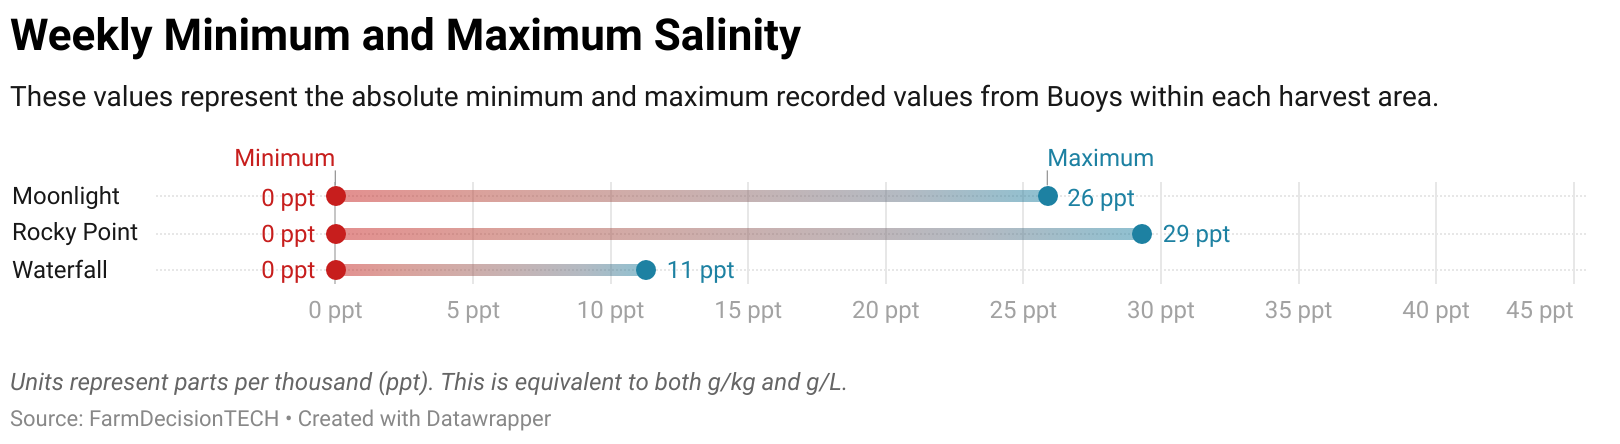 Weekly Minimum and Maximum Salinity
These values represent the absolute minimum and maximum recorded values from Buoys within each harvest area.
Minimum Maximum
Moonlight 0 ppt 26 ppt
Rocky Point 0 ppt 29 ppt
Waterfall 0 ppt 11 ppt
0 ppt 5 ppt 10 ppt 15 ppt 20 ppt 25 ppt 30 ppt 35 ppt 40 ppt 45 ppt
Units represent parts per thousand (ppt). This is equivalent to both g/kg and g/L.
Source: FarmDecisionTECH • Created with Datawrapper